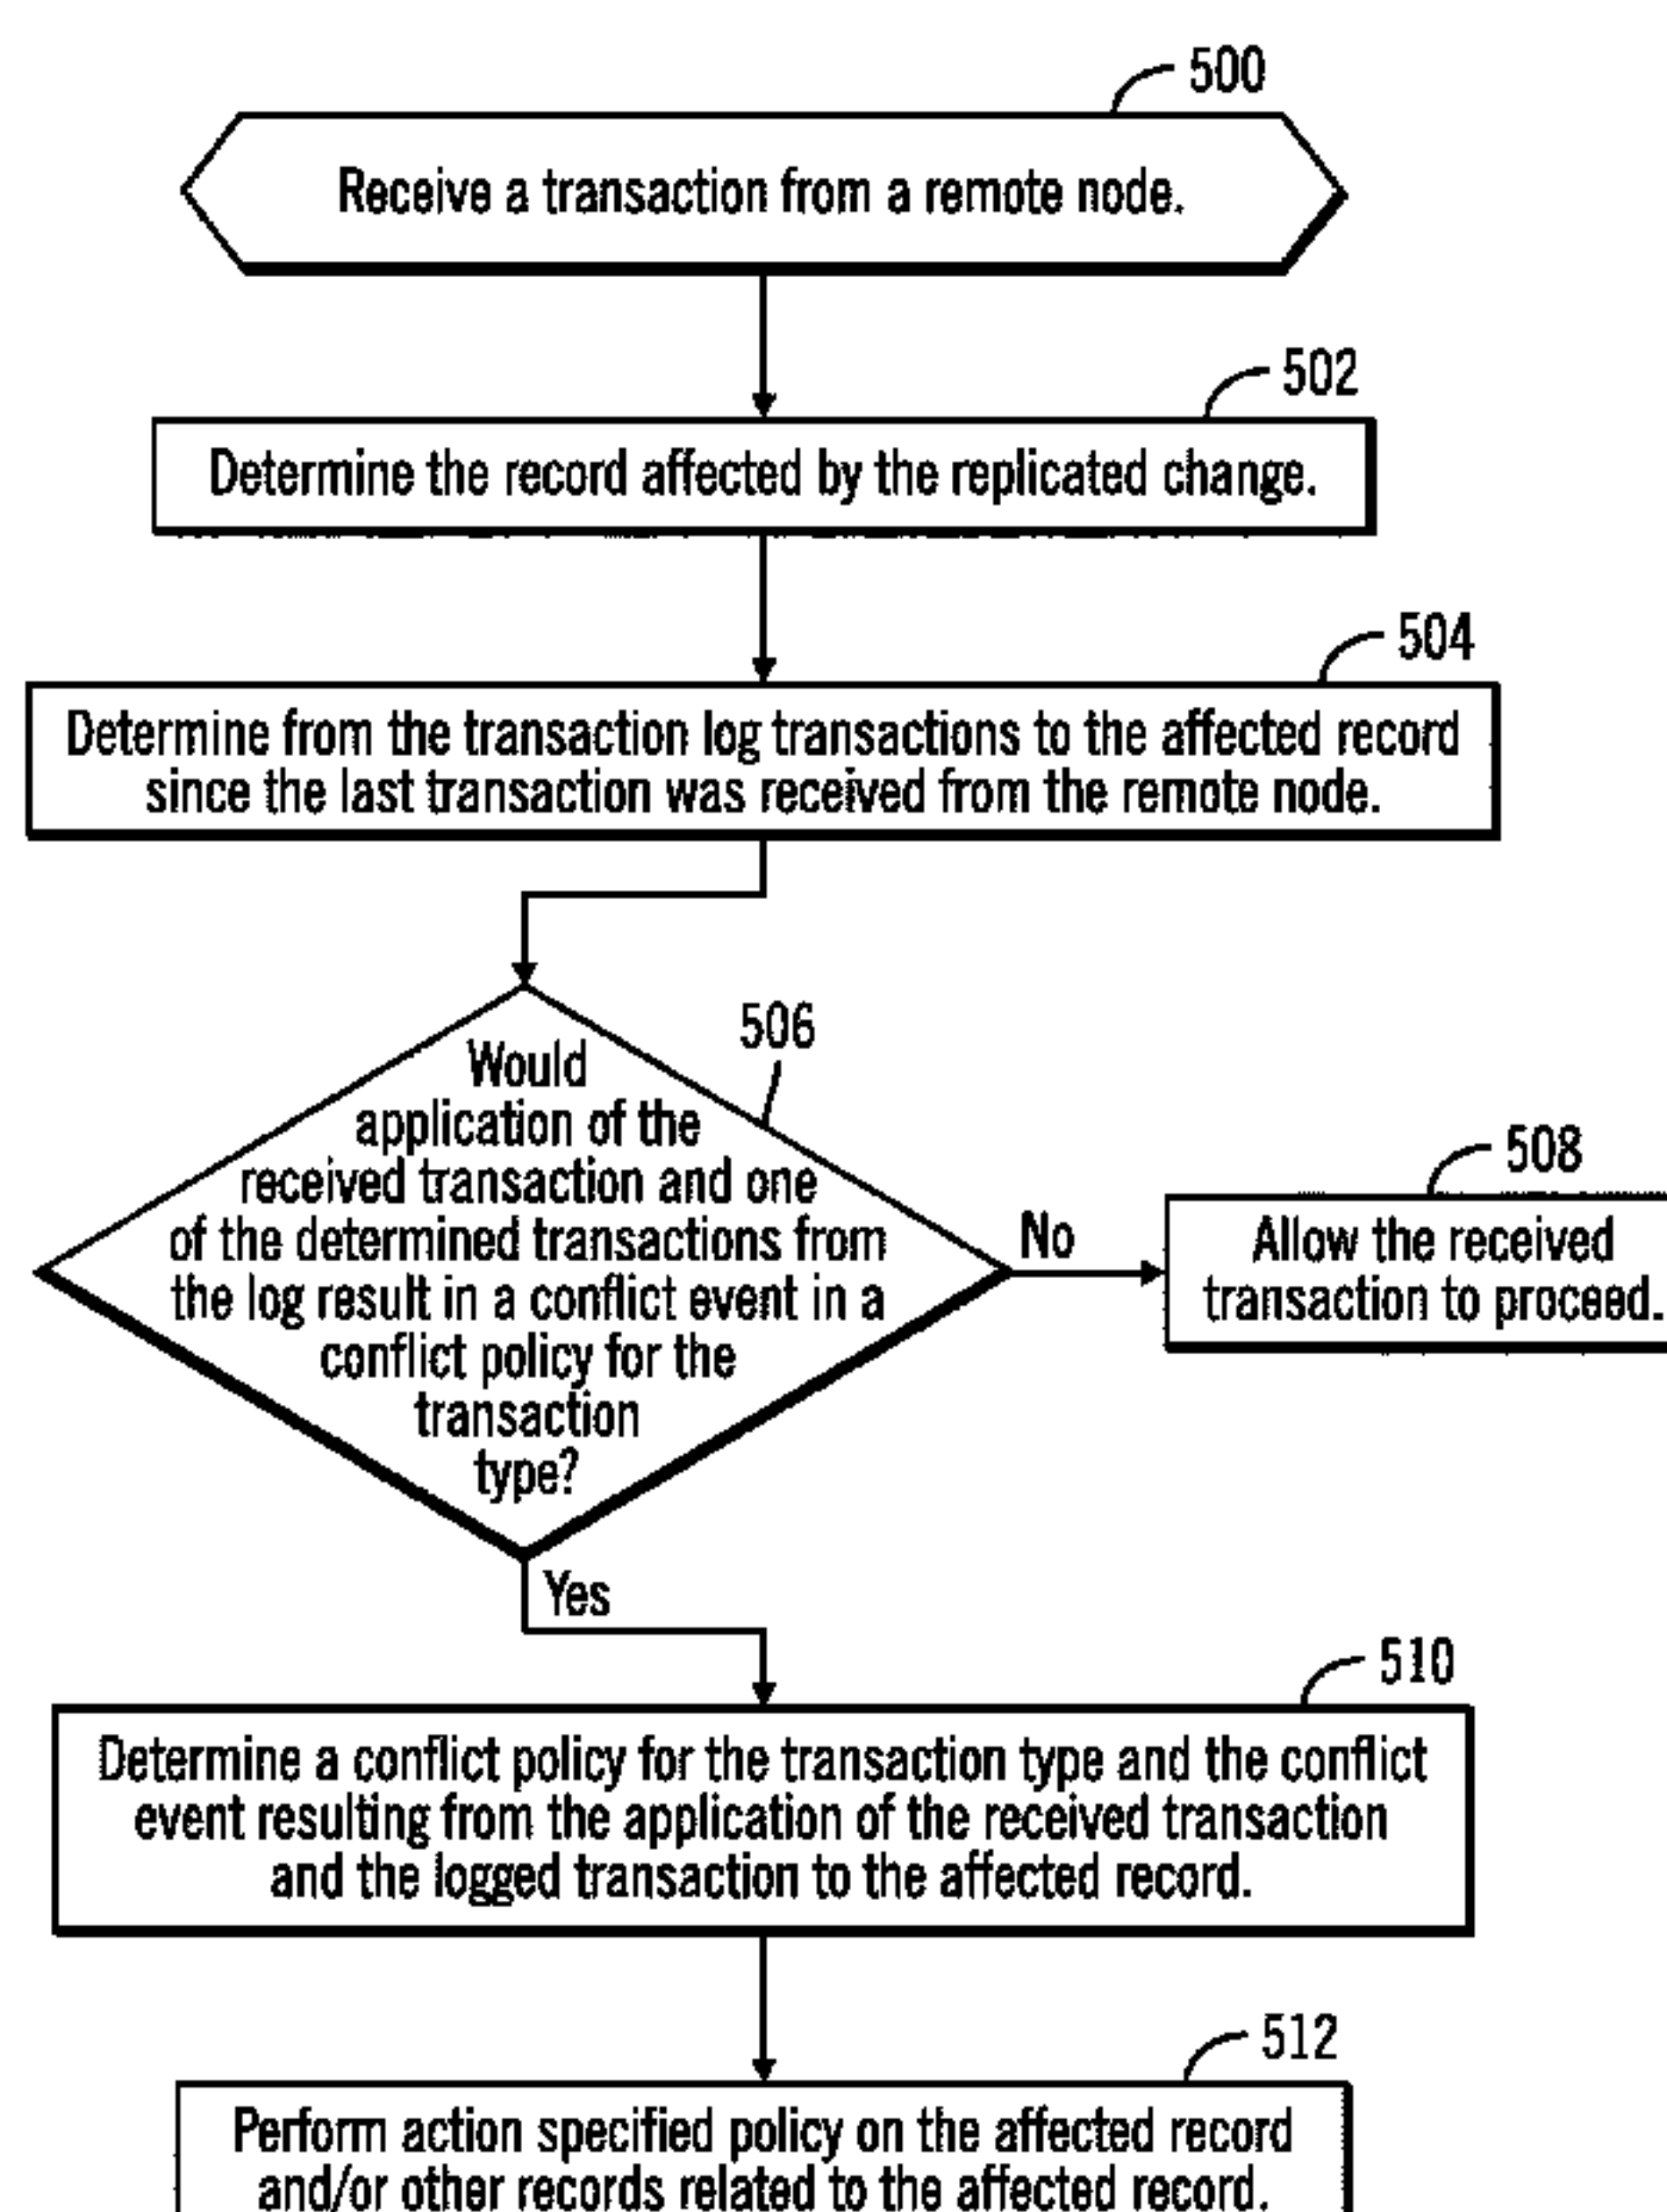 500
Receive a transaction from a remote node.
502
Determine the record affected by the replicated change.
504
Determine from the transaction log transactions to the affected record
since the last transaction was received from the remote node.
506
Would
application of the
received transaction and one
of the determined transactions from
the log result in a conflict event in a
conflict policy for the
transaction
type?
No
508
Allow the received
transaction to proceed.
Yes
510
Determine a conflict policy for the transaction type and the conflict
event resulting from the application of the received transaction
and the logged transaction to the affected record.
512
Perform action specified policy on the affected record
and/or other records related to the affected record.